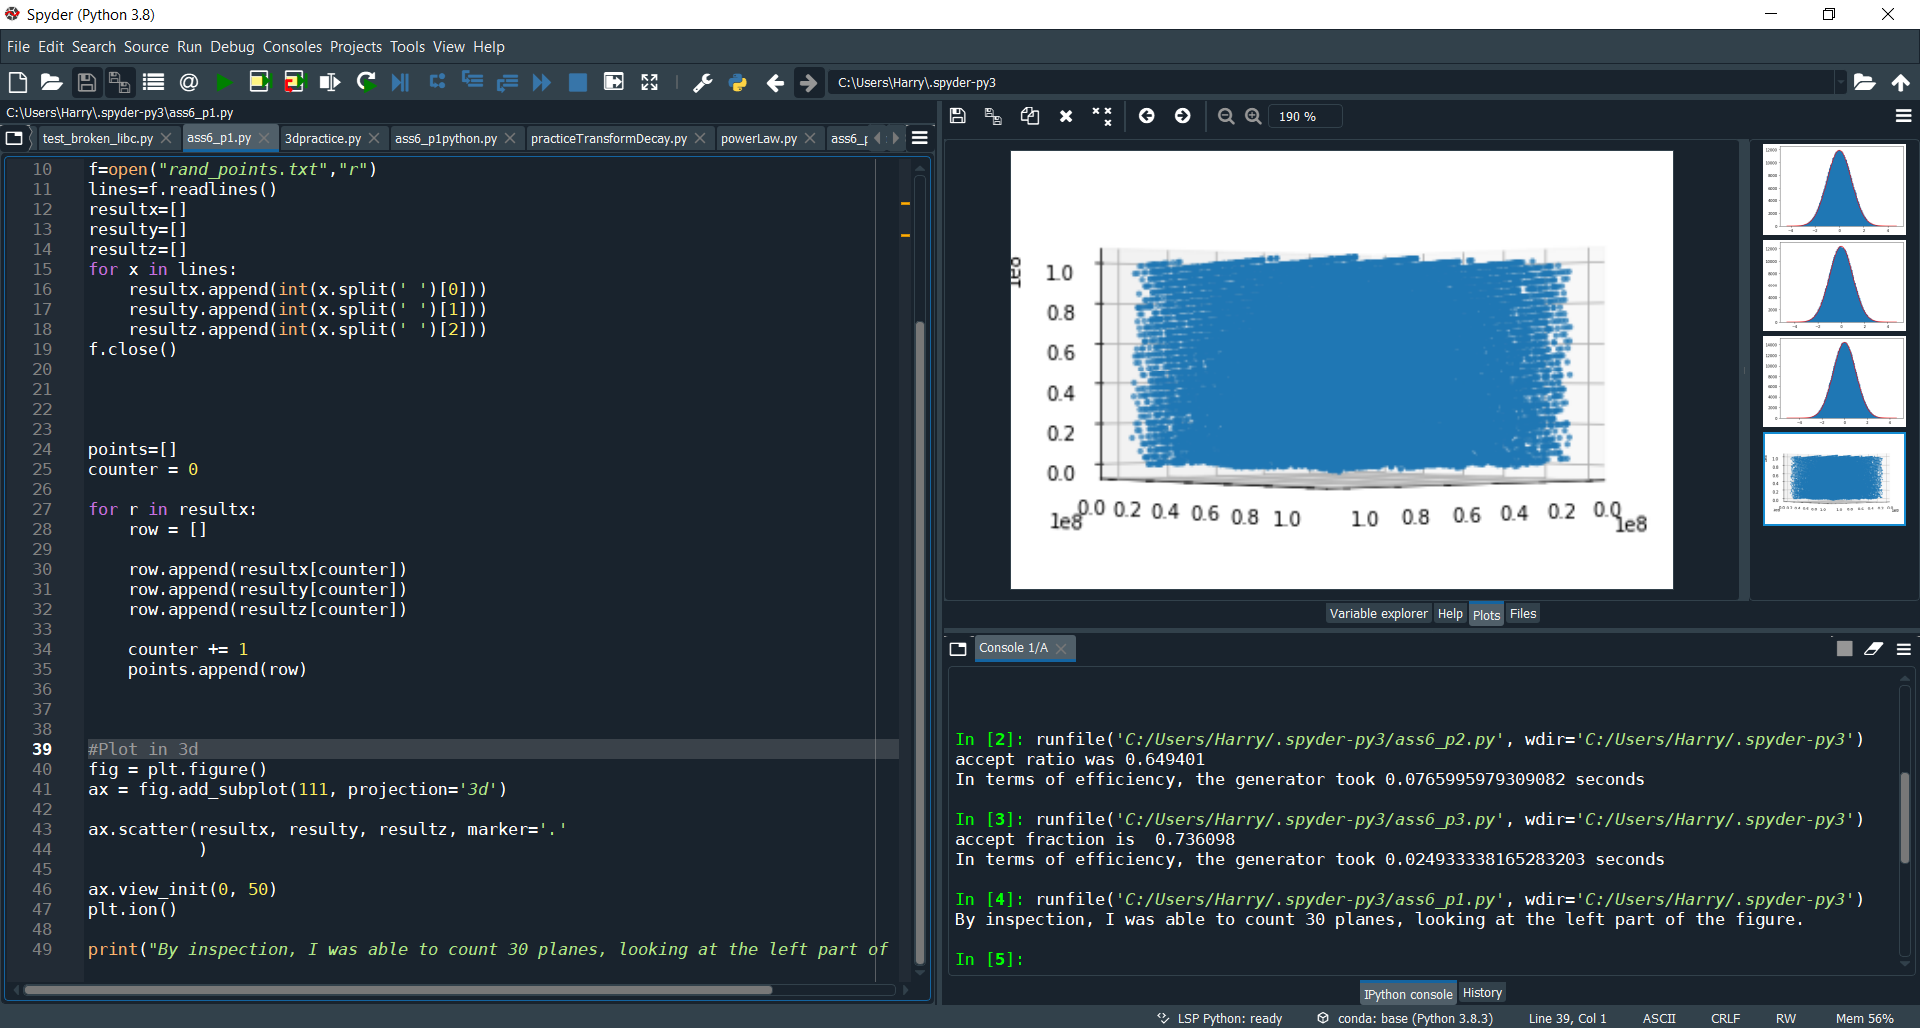 Spyder (Python 3.8)
File Edit Search Source Run Debug Consoles Projects Tools View Help
C:\Users\Harry\.spyder-py3
C:\Users\Harry\.spyder-py3\ass6_p1.py
test_broken_libc.py ass6_p1.py 3dpractice.py ass6_p1python.py practiceTransformDecay.py powerLaw.py ass6_p
10 f=open("rand_points.txt","r")
11 lines=f.readlines()
12 resultx=[]
13 resulty=[]
14 resultz=[]
15 for x in lines:
16     resultx.append(int(x.split(' ')[0]))
17     resulty.append(int(x.split(' ')[1]))
18     resultz.append(int(x.split(' ')[2]))
19 f.close()
20
21
22
23
24 points=[]
25 counter = 0
26
27 for r in resultx:
28     row = []
29
30     row.append(resultx[counter])
31     row.append(resulty[counter])
32     row.append(resultz[counter])
33
34     counter += 1
35     points.append(row)
36
37
38
39 #Plot in 3d
40 fig = plt.figure()
41 ax = fig.add_subplot(111, projection='3d')
42
43 ax.scatter(resultx, resulty, resultz, marker='.'
44            )
45
46 ax.view_init(0, 50)
47 plt.ion()
48
49 print("By inspection, I was able to count 30 planes, looking at the left part of
190 %
1e8
1.0
0.8
0.6
0.4
0.2
0.0
0.0 0.2 0.4 0.6 0.8 1.0 1.0 0.8 0.6 0.4 0.2 0.0
1e8 1e8
Variable explorer Help Plots Files
Console 1/A
In [2]: runfile('C:/Users/Harry/.spyder-py3/ass6_p2.py', wdir='C:/Users/Harry/.spyder-py3')
accept ratio was 0.649401
In terms of efficiency, the generator took 0.0765995979309082 seconds
In [3]: runfile('C:/Users/Harry/.spyder-py3/ass6_p3.py', wdir='C:/Users/Harry/.spyder-py3')
accept fraction is  0.736098
In terms of efficiency, the generator took 0.024933338165283203 seconds
In [4]: runfile('C:/Users/Harry/.spyder-py3/ass6_p1.py', wdir='C:/Users/Harry/.spyder-py3')
By inspection, I was able to count 30 planes, looking at the left part of the figure.
In [5]:
IPython console History
LSP Python: ready conda: base (Python 3.8.3) Line 39, Col 1 ASCII CRLF RW Mem 56%